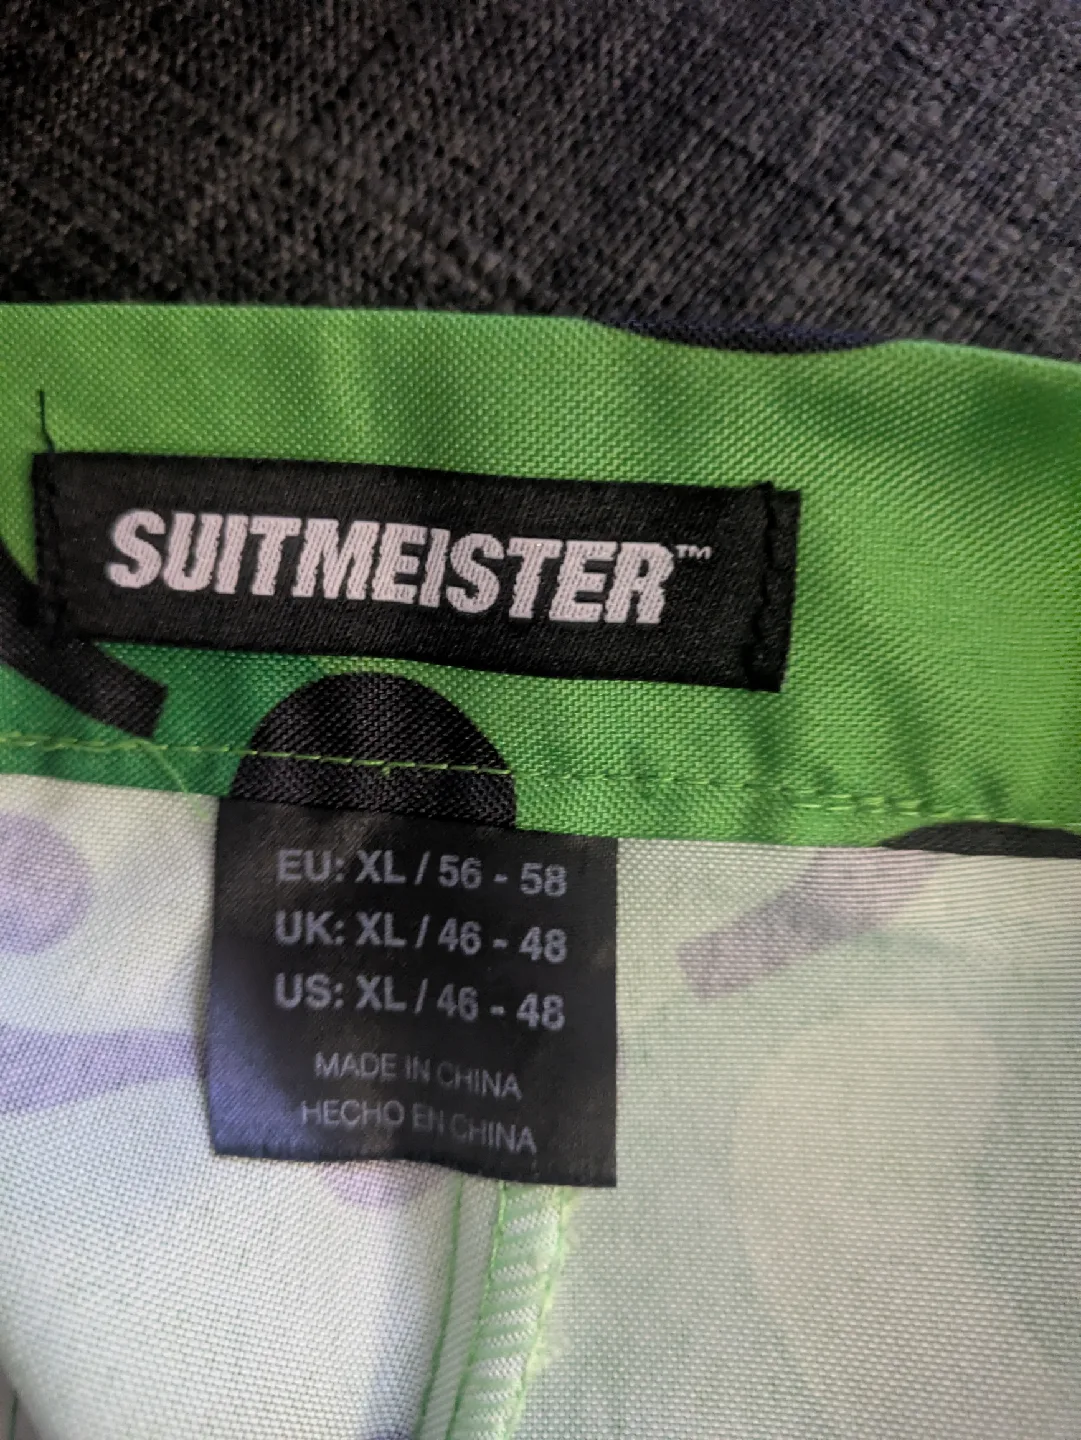 SUITMEISTER™
EU: XL / 56 - 58
UK: XL / 46 - 48
US: XL / 46 - 48
MADE IN CHINA
HECHO EN CHINA